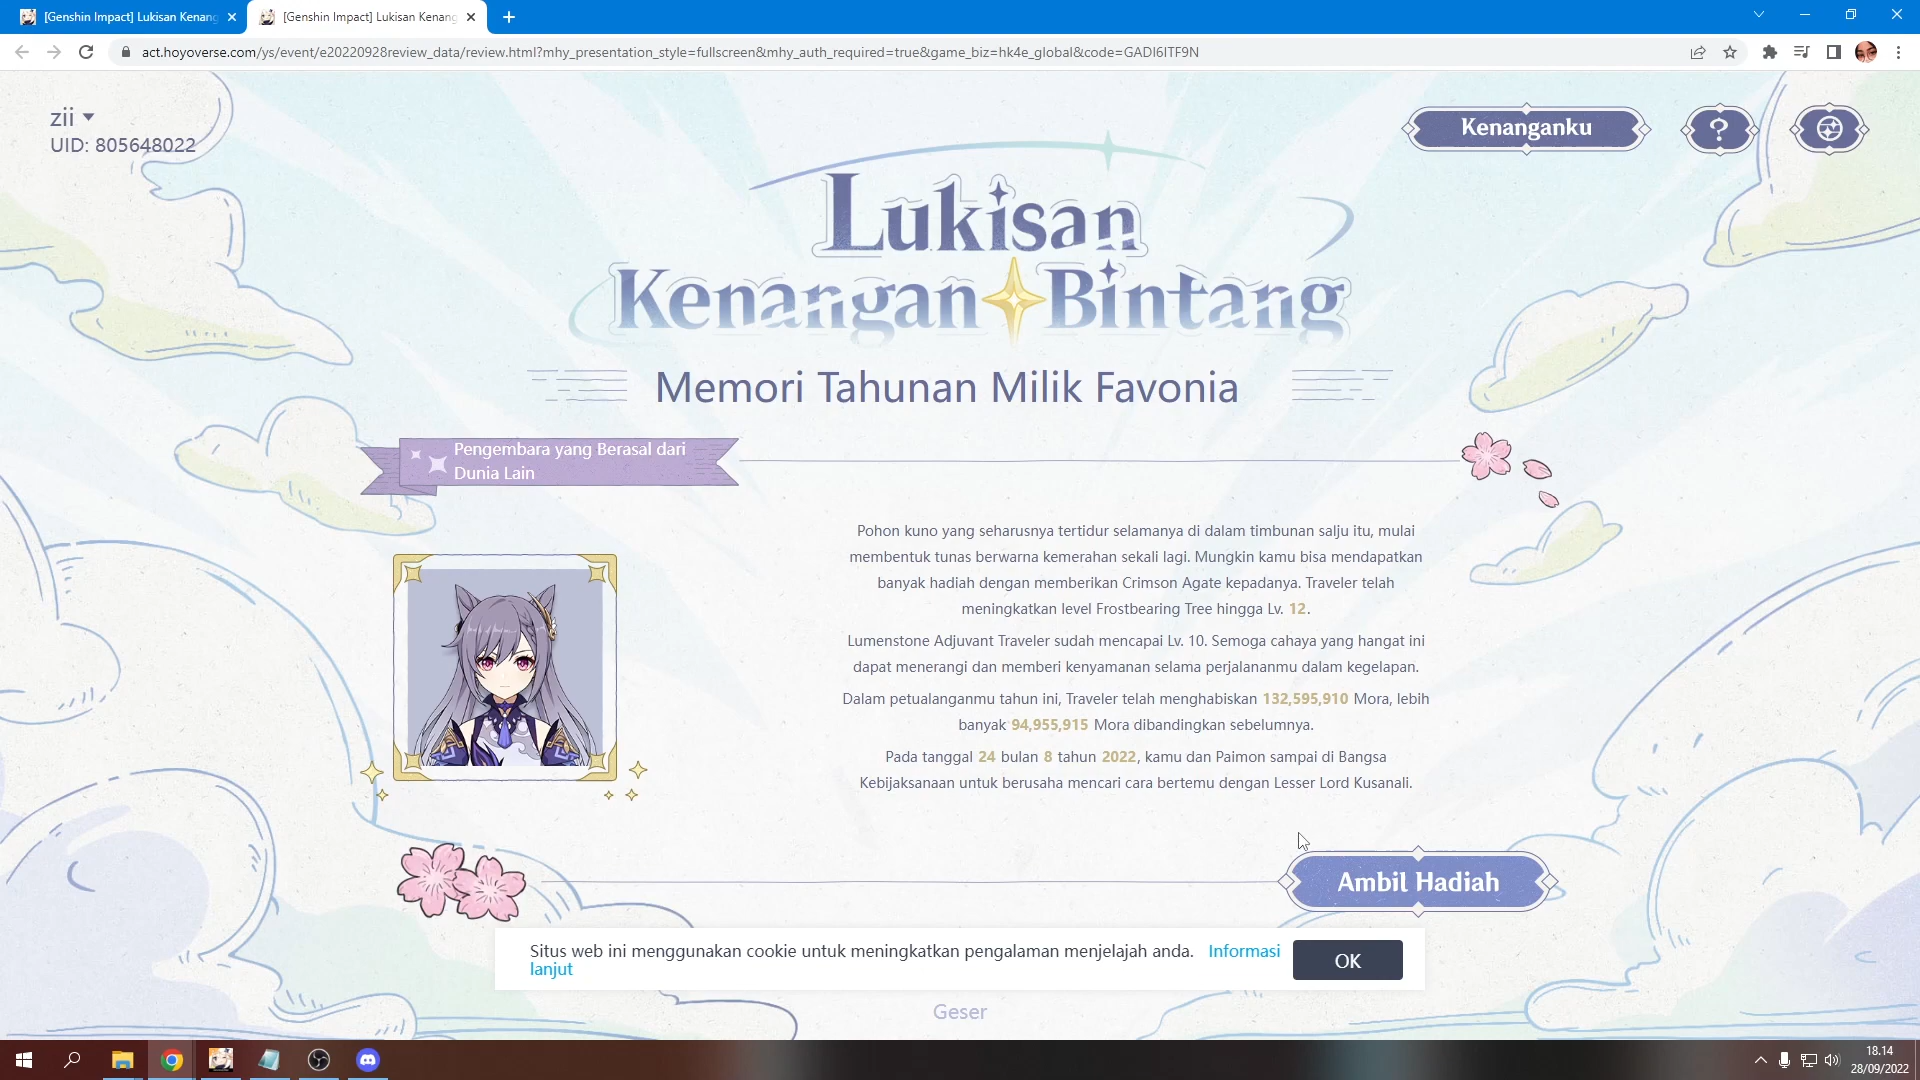 [Genshin Impact] Lukisan Kenang
[Genshin Impact] Lukisan Kenang
act.hoyoverse.com/ys/event/e20220928review_data/review.html?mhy_presentation_style=fullscreen&mhy_auth_required=true&game_biz=hk4e_global&code=GADI6ITF9N
zii
UID: 805648022
Kenanganku
?
Lukisan
Kenangan Bintang
Memori Tahunan Milik Favonia
Pengembara yang Berasal dari
Dunia Lain
Pohon kuno yang seharusnya tertidur selamanya di dalam timbunan salju itu, mulai
membentuk tunas berwarna kemerahan sekali lagi. Mungkin kamu bisa mendapatkan
banyak hadiah dengan memberikan Crimson Agate kepadanya. Traveler telah
meningkatkan level Frostbearing Tree hingga Lv. 12.
Lumenstone Adjuvant Traveler sudah mencapai Lv. 10. Semoga cahaya yang hangat ini
dapat menerangi dan memberi kenyamanan selama perjalananmu dalam kegelapan.
Dalam petualanganmu tahun ini, Traveler telah menghabiskan 132,595,910 Mora, lebih
banyak 94,955,915 Mora dibandingkan sebelumnya.
Pada tanggal 24 bulan 8 tahun 2022, kamu dan Paimon sampai di Bangsa
Kebijaksanaan untuk berusaha mencari cara bertemu dengan Lesser Lord Kusanali.
Ambil Hadiah
Situs web ini menggunakan cookie untuk meningkatkan pengalaman menjelajah anda. Informasi
lanjut
OK
Geser
18.14
28/09/2022